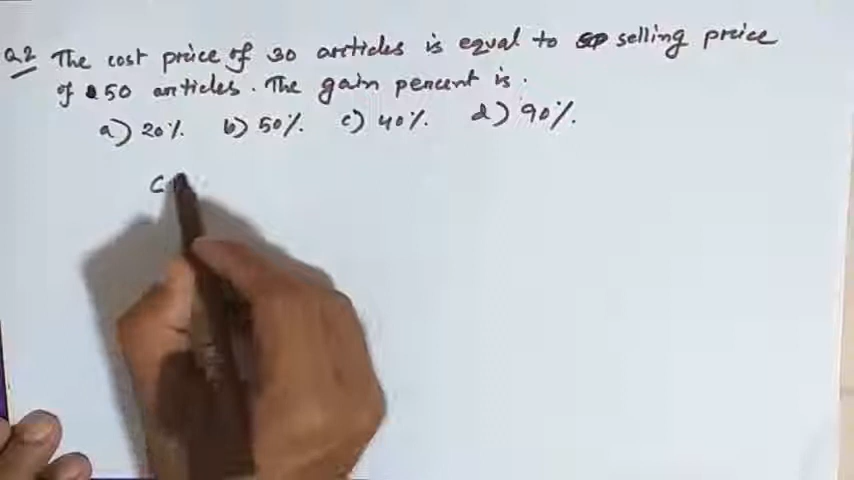 Q.2 The cost price of 30 articles is equal to selling price
of 50 articles. The gain percent is.
a) 20% b) 50% c) 40% d) 90%.
C